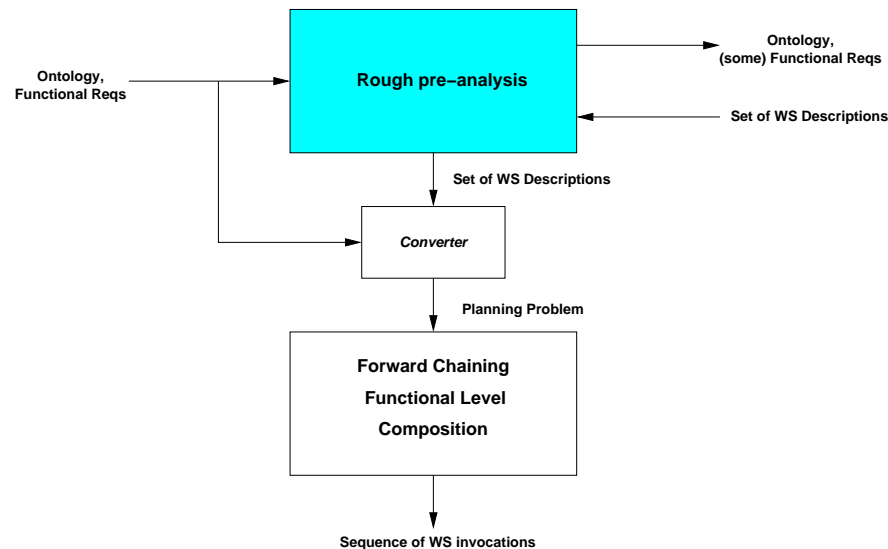 Ontology,
(some) Functional Reqs
Ontology,
Functional Reqs
Rough pre−analysis
Set of WS Descriptions
Set of WS Descriptions
Converter
Planning Problem
Forward Chaining
Functional Level
Composition
Sequence of WS invocations